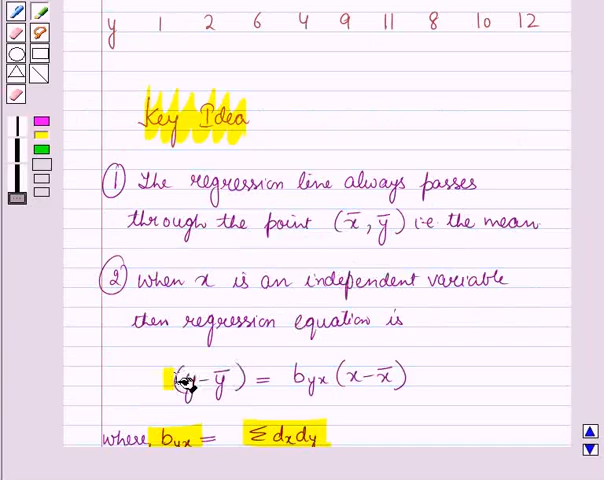 y 1 2 6 4 9 11 8 10 12
Key Idea
① The regression line always passes
through the point (x̄, ȳ) i.e. the mean
② When x is an independent variable
then regression equation is
(y-ȳ) = byx (x-x̄)
where, byx = Σdxdy